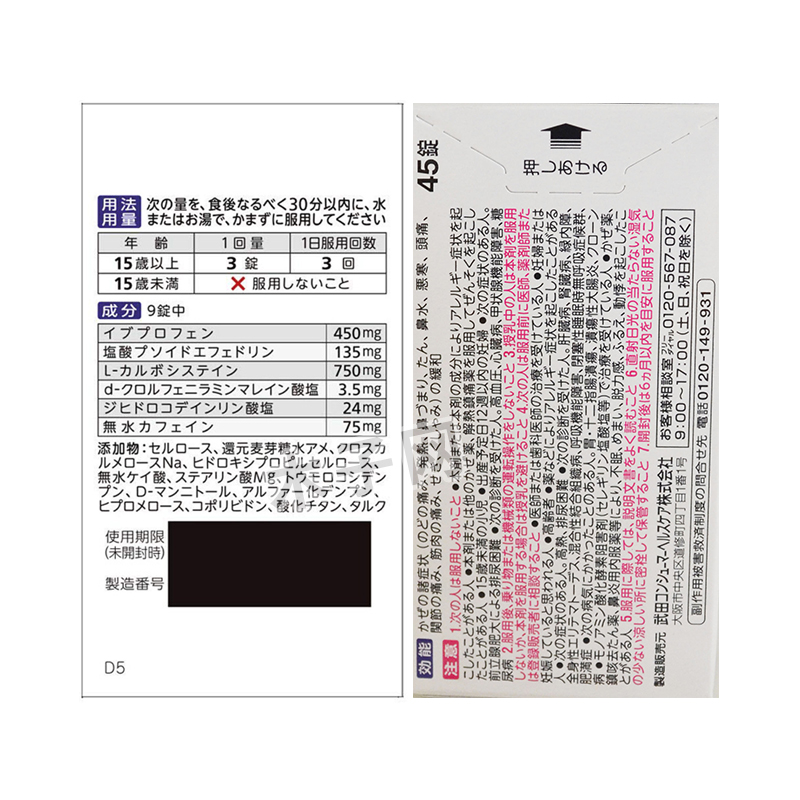 用法
用量
次の量を、食後なるべく30分以内に、水
またはお湯で、かまずに服用してください
年齢 1回量 1日服用回数
15歳以上 3錠 3回
15歳未満 ✕ 服用しないこと
成分 9錠中
イブプロフェン 450mg
塩酸プソイドエフェドリン 135mg
L-カルボシステイン 750mg
d-クロルフェニラミンマレイン酸塩 3.5mg
ジヒドロコデインリン酸塩 24mg
無水カフェイン 75mg
添加物:セルロース、還元麦芽糖水アメ、クロスカ
ルメロースNa、ヒドロキシプロピルセルロース、
無水ケイ酸、ステアリン酸Mg、トウモロコシデン
プン、D-マンニトール、アルファー化デンプン、
ヒプロメロース、コポリビドン、酸化チタン、タルク
使用期限
(未開封時)
製造番号
D5
押しあける
45錠
効能
かぜの諸症状(のどの痛み、発熱、鼻づまり、たん、鼻水、悪寒、頭痛、
関節の痛み、筋肉の痛み、せき、くしゃみ)の緩和
注意
1.次の人は服用しないこと ●本剤または本剤の成分によりアレルギー症状を起
こしたことがある人 ●本剤または他のかぜ薬、解熱鎮痛薬を服用してぜんそくを起こし
たことがある人 ●15歳未満の小児 ●出産予定日12週以内の妊婦 ●次の症状のある人。
前立腺肥大による排尿困難 ●次の診断を受けた人。高血圧、心臓病、甲状腺機能障害、糖
尿病 2.服用後、乗り物または機械類の運転操作をしないこと 3.授乳中の人は本剤を服用
しないか、本剤を服用する場合は授乳を避けること 4.次の人は服用前に医師、薬剤師また
は登録販売者に相談すること ●医師または歯科医師の治療を受けている人 ●妊婦または
妊娠していると思われる人 ●高齢者 ●薬などによりアレルギー症状を起こしたことがある
人 ●次の症状のある人。高熱、排尿困難 ●次の診断を受けた人。肝臓病、腎臓病、緑内障、
全身性エリテマトーデス、混合性結合組織病、呼吸機能障害、閉塞性睡眠時無呼吸症候群、
肥満症 ●次の病気にかかったことのある人。胃・十二指腸潰瘍、潰瘍性大腸炎、クローン
病 ●モノアミン酸化酵素阻害剤(セレギリン塩酸塩等)で治療を受けている人 ●かぜ薬、
鎮咳去たん薬、鼻炎用内服薬等により、不眠、めまい、脱力感、ふるえ、動悸を起こしたこ
とがある人 5.服用に際しては、説明文書をよく読むこと 6.直射日光の当たらない湿気
の少ない涼しい所に密栓して保管すること 7.開封後は6カ月以内を目安に服用すること
製造販売元 武田コンシューマーヘルスケア株式会社
大阪市中央区道修町四丁目1番1号
お客様相談室 フリーダイヤル 0120-567-087
9:00～17:00(土、日、祝日を除く)
副作用被害救済制度の問合せ先 電話0120-149-931